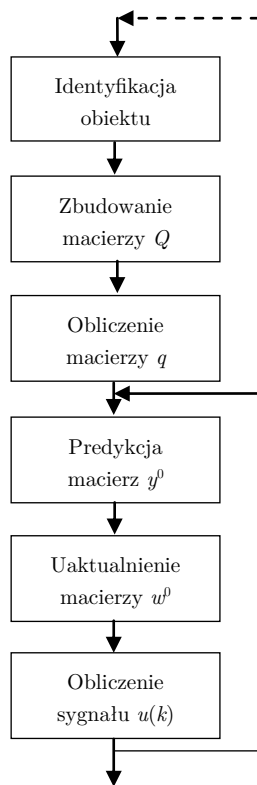 Identyfikacja
obiektu
Zbudowanie
macierzy Q
Obliczenie
macierzy q
Predykcja
macierz y⁰
Uaktualnienie
macierzy w⁰
Obliczenie
sygnału u(k)